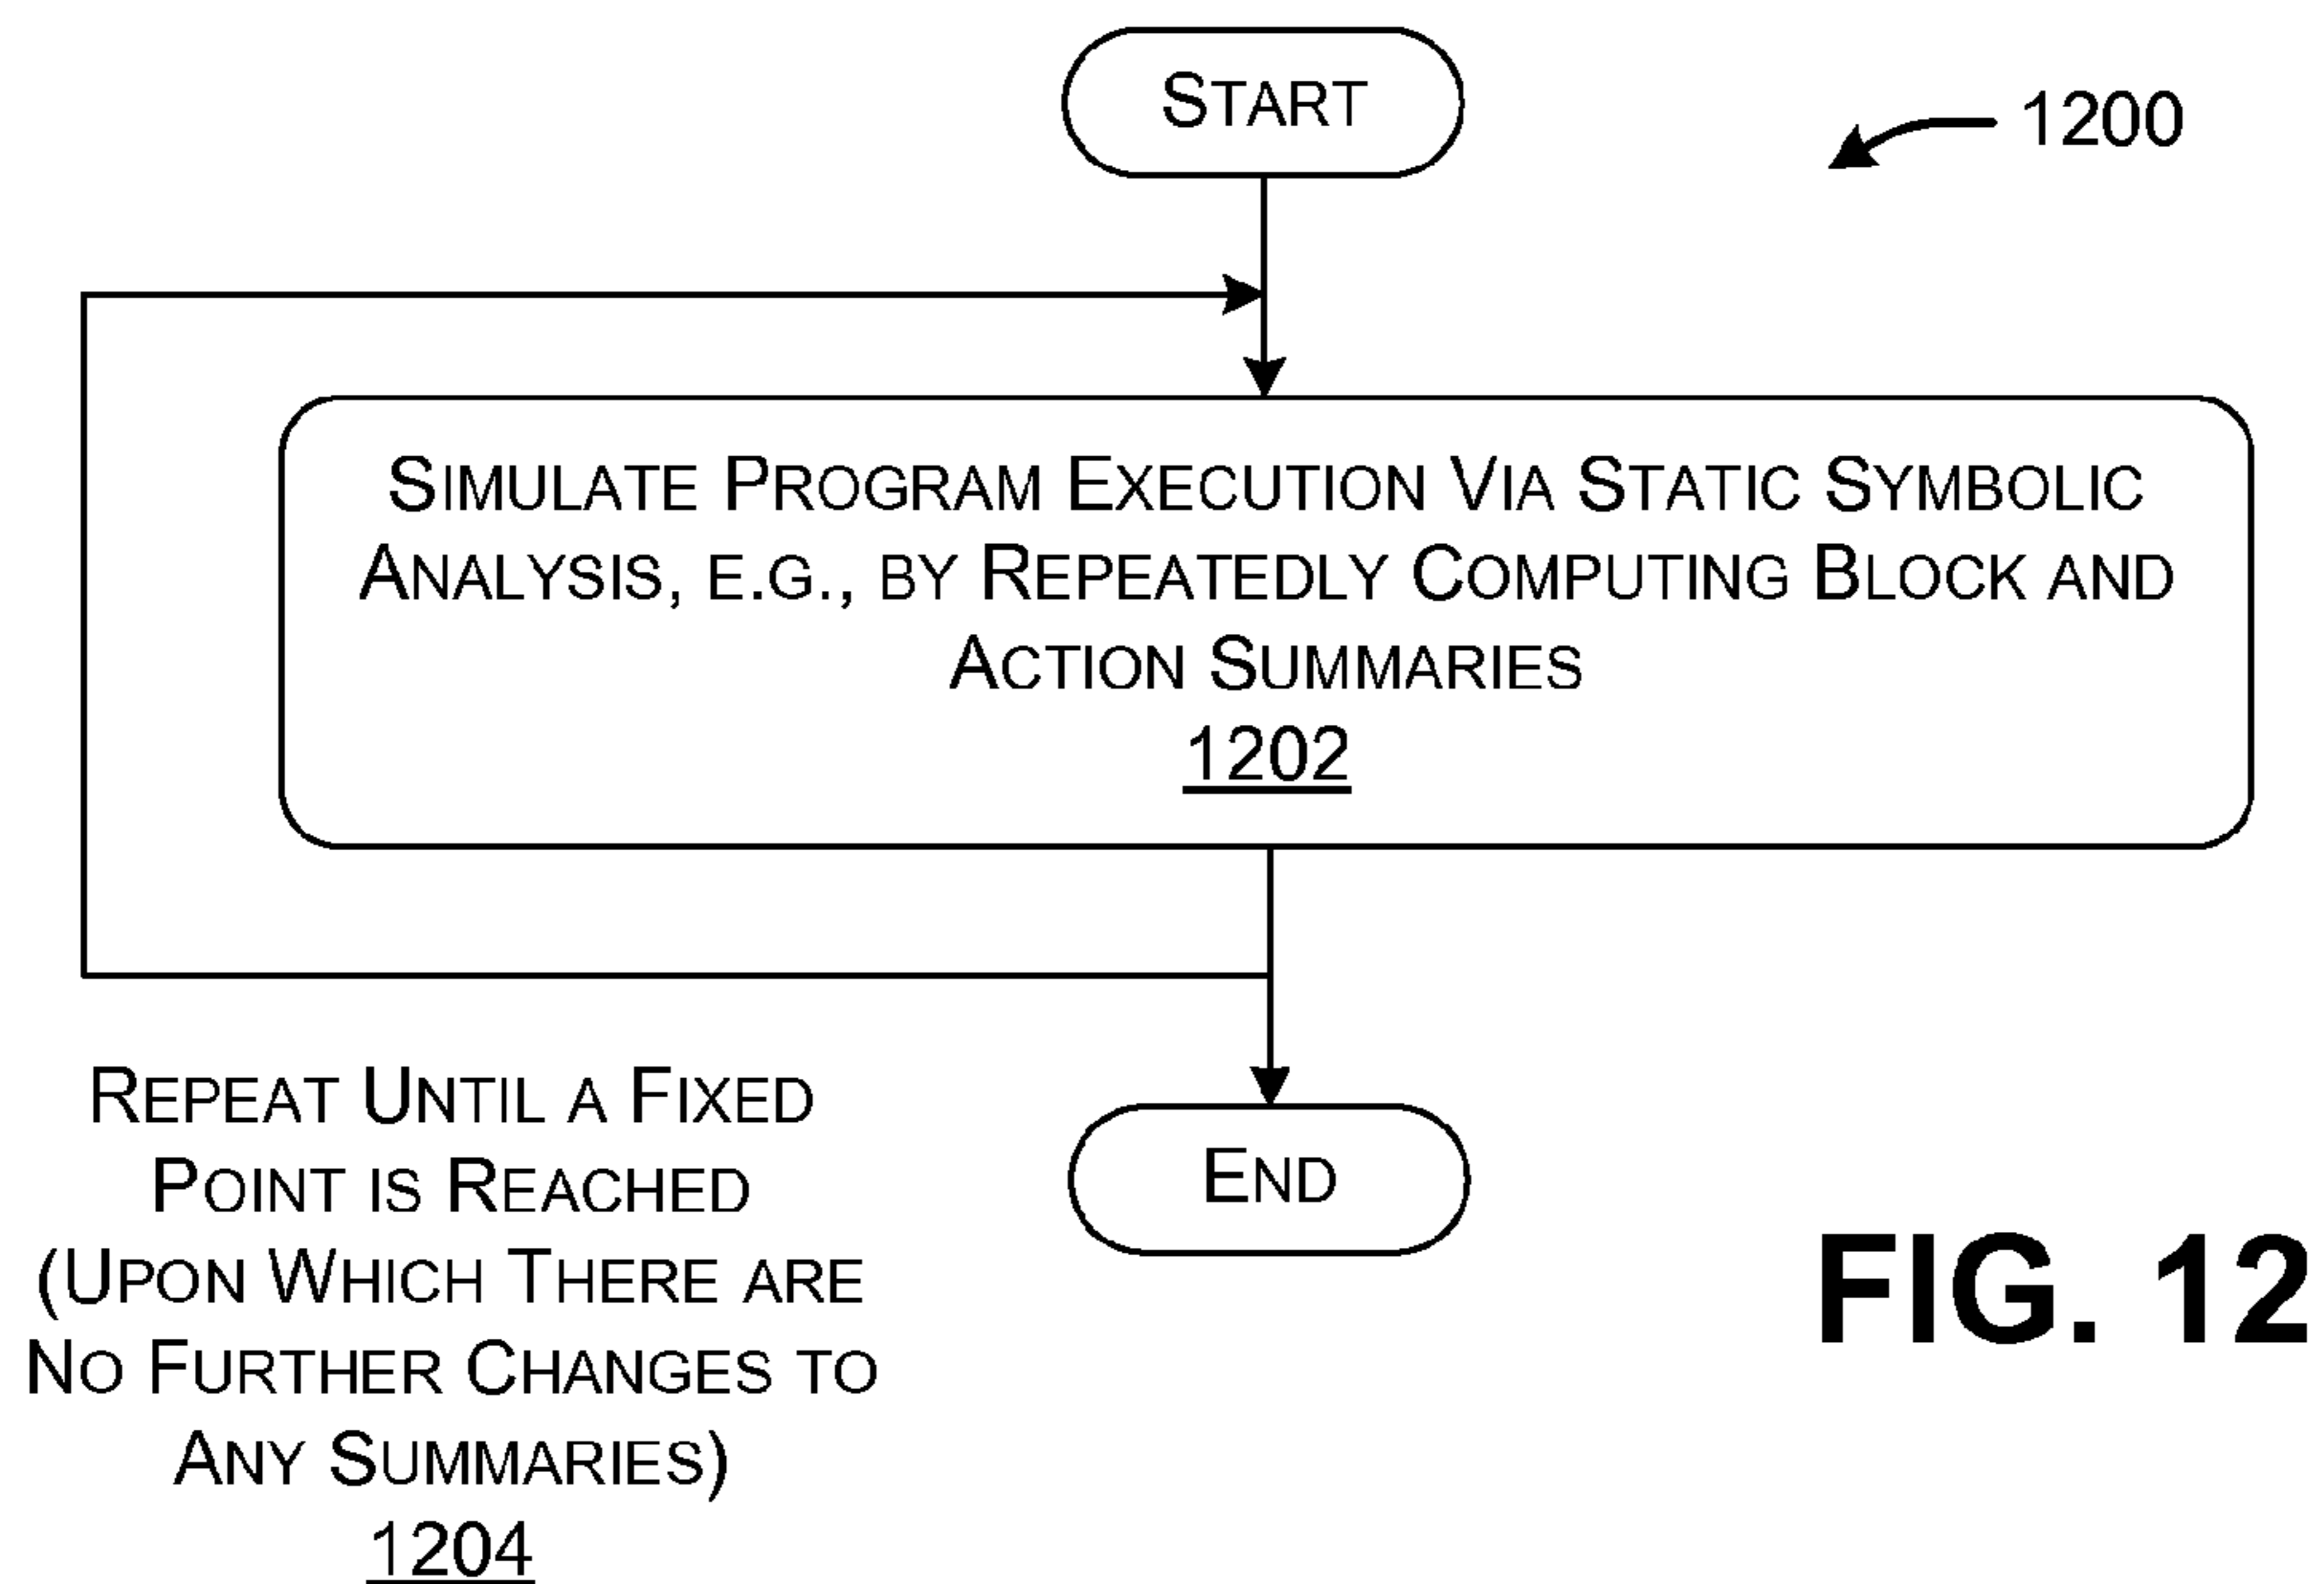 START
1200
SIMULATE PROGRAM EXECUTION VIA STATIC SYMBOLIC
ANALYSIS, E.G., BY REPEATEDLY COMPUTING BLOCK AND
ACTION SUMMARIES
1202
REPEAT UNTIL A FIXED
POINT IS REACHED
(UPON WHICH THERE ARE
NO FURTHER CHANGES TO
ANY SUMMARIES)
1204
END
FIG. 12